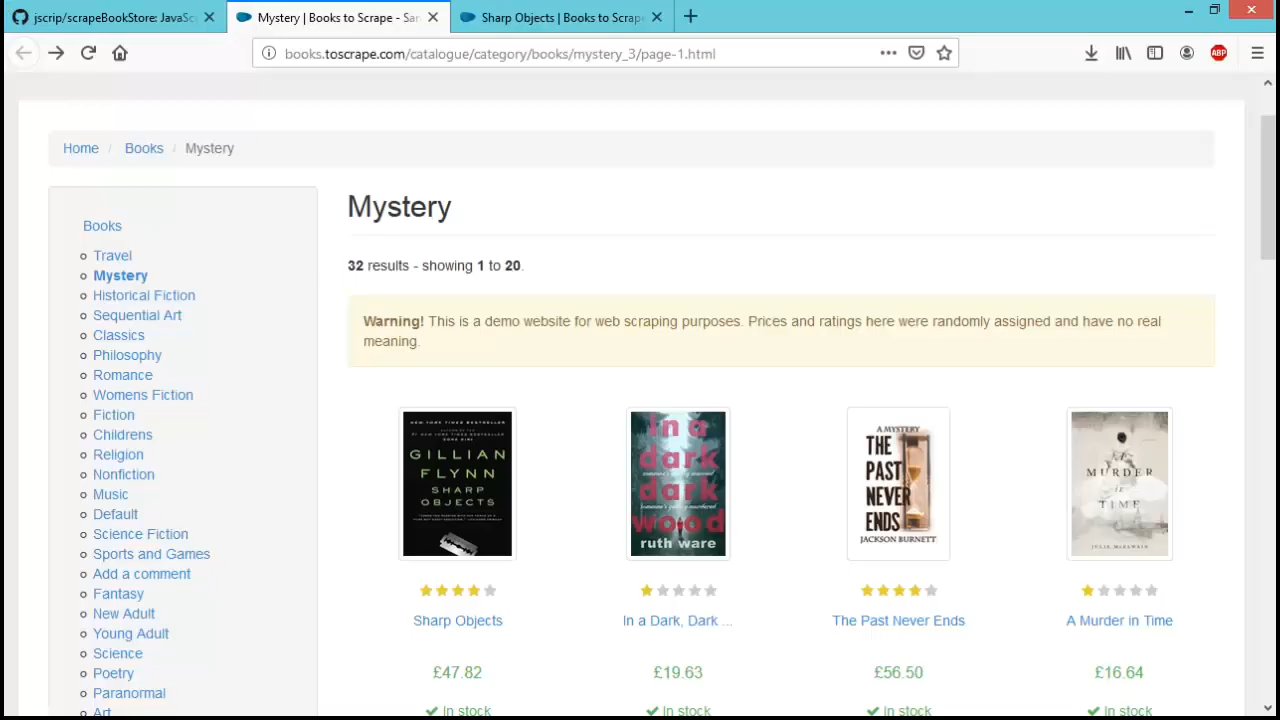 jscrip/scrapeBookStore: JavaSc
Mystery | Books to Scrape - Sa
Sharp Objects | Books to Scrape
books.toscrape.com/catalogue/category/books/mystery_3/page-1.html
ABP
Home / Books / Mystery
Books
Travel
Mystery
Historical Fiction
Sequential Art
Classics
Philosophy
Romance
Womens Fiction
Fiction
Childrens
Religion
Nonfiction
Music
Default
Science Fiction
Sports and Games
Add a comment
Fantasy
New Adult
Young Adult
Science
Poetry
Paranormal
Art
Mystery
32 results - showing 1 to 20.
Warning! This is a demo website for web scraping purposes. Prices and ratings here were randomly assigned and have no real
meaning.
GILLIAN
FLYNN
SHARP
OBJECTS
in a
dark
dark
wood
ruth ware
A MYSTERY
THE
PAST
NEVER
ENDS
JACKSON BURNETT
A
MURDER
in
TIME
JULIE McELWAIN
Sharp Objects
In a Dark, Dark ...
The Past Never Ends
A Murder in Time
£47.82
£19.63
£56.50
£16.64
In stock
In stock
In stock
In stock